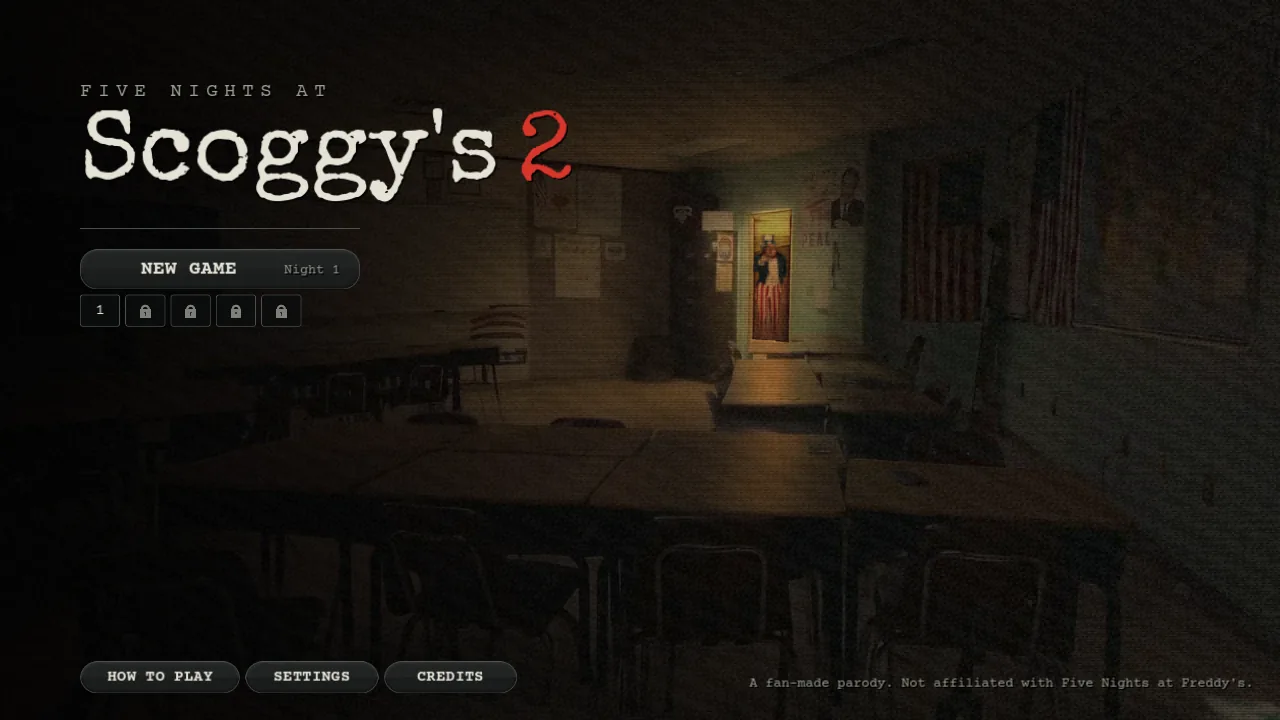 FIVE NIGHTS AT
Scoggy's 2
NEW GAME Night 1
1
HOW TO PLAY SETTINGS CREDITS
A fan-made parody. Not affiliated with Five Nights at Freddy's.